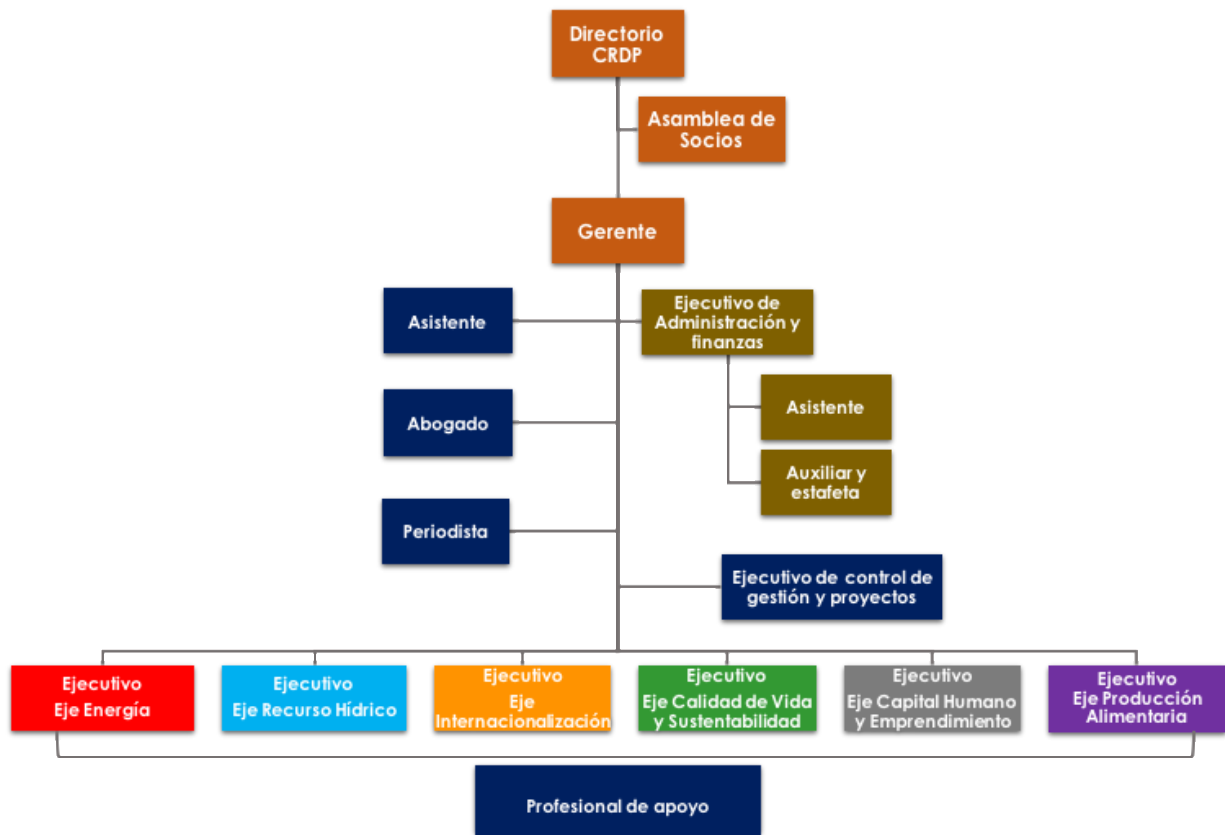 Directorio
CRDP
Asamblea de
Socios
Gerente
Asistente
Ejecutivo de
Administración y
finanzas
Asistente
Abogado
Auxiliar y
estafeta
Periodista
Ejecutivo de control de
gestión y proyectos
Ejecutivo
Eje Energía
Ejecutivo
Eje Recurso Hídrico
Ejecutivo
Eje
Internacionalización
Ejecutivo
Eje Calidad de Vida
y Sustentabilidad
Ejecutivo
Eje Capital Humano
y Emprendimiento
Ejecutivo
Eje Producción
Alimentaria
Profesional de apoyo